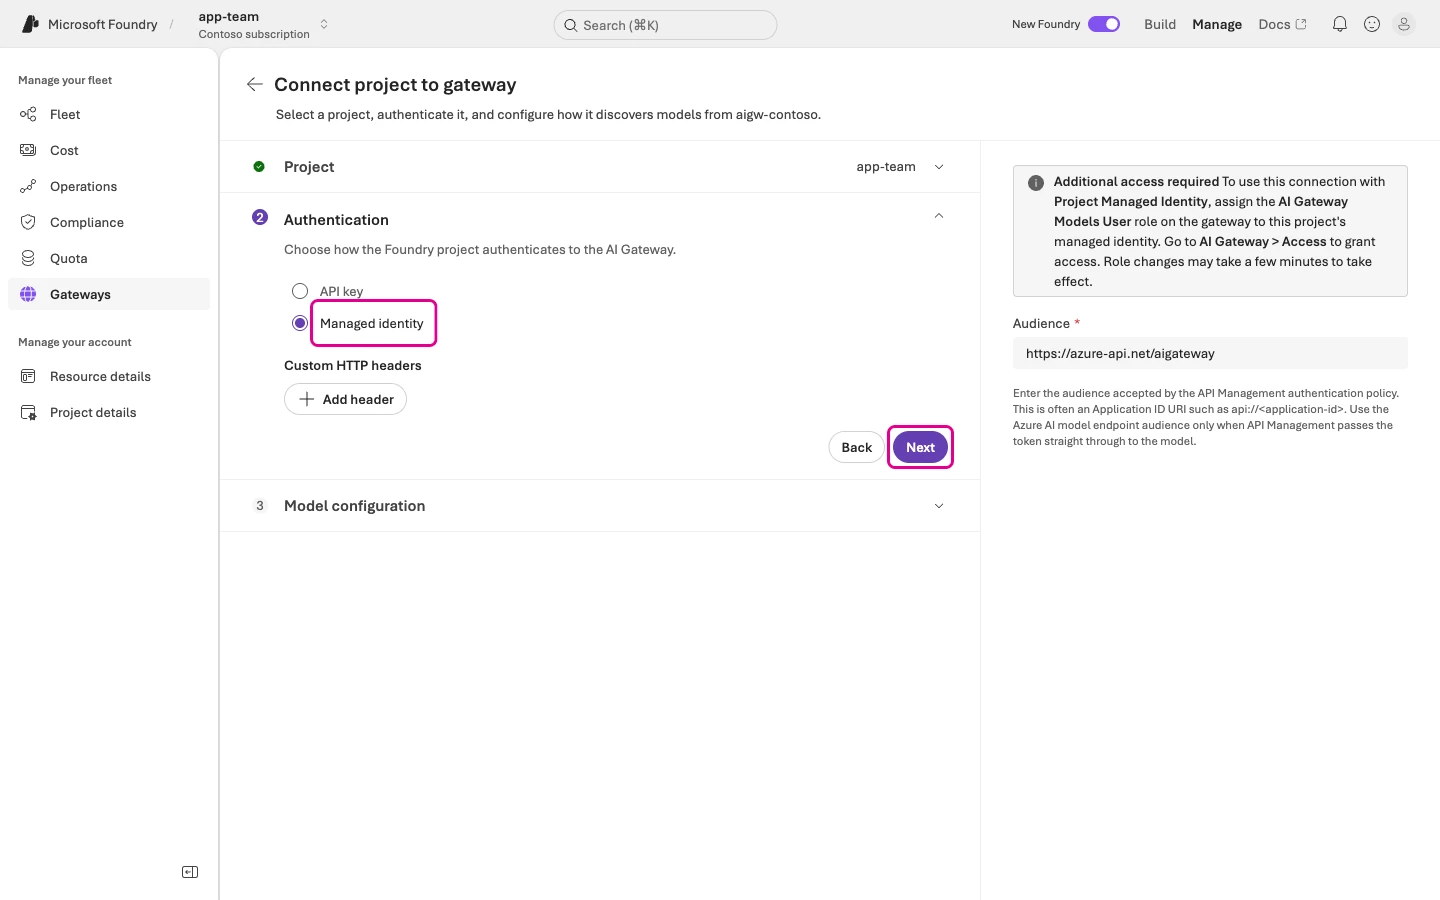 Microsoft Foundry / app-team
Contoso subscription
Search (⌘K)
New Foundry
Build
Manage
Docs
Manage your fleet
Fleet
Cost
Operations
Compliance
Quota
Gateways
Manage your account
Resource details
Project details
Connect project to gateway
Select a project, authenticate it, and configure how it discovers models from aigw-contoso.
Project
app-team
2 Authentication
Choose how the Foundry project authenticates to the AI Gateway.
API key
Managed identity
Custom HTTP headers
Add header
Back
Next
3 Model configuration
Additional access required To use this connection with
Project Managed Identity, assign the AI Gateway
Models User role on the gateway to this project's
managed identity. Go to AI Gateway > Access to grant
access. Role changes may take a few minutes to take
effect.
Audience *
https://azure-api.net/aigateway
Enter the audience accepted by the API Management authentication policy.
This is often an Application ID URI such as api://<application-id>. Use the
Azure AI model endpoint audience only when API Management passes the
token straight through to the model.